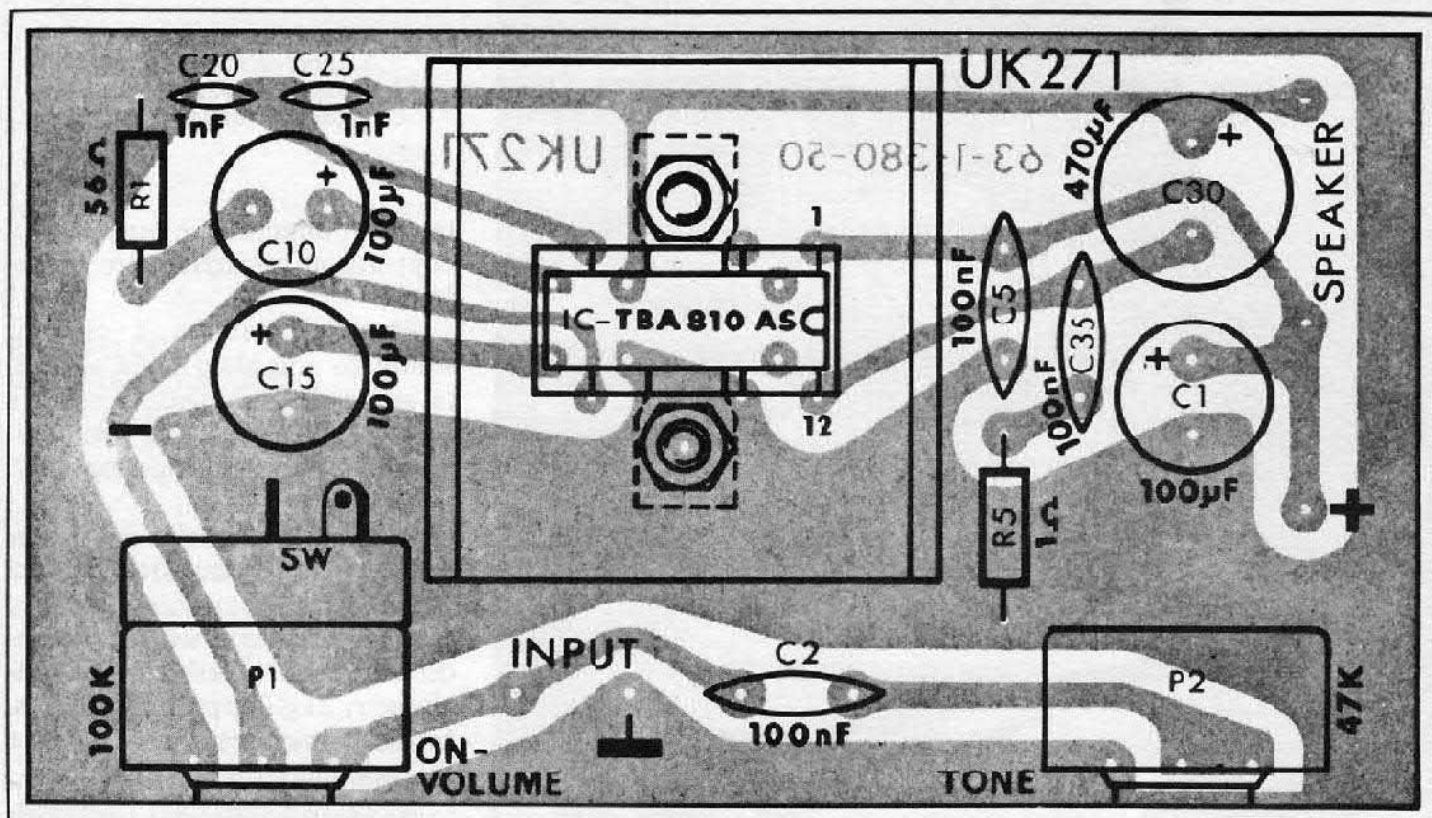 C20
C25
UK271
1nF
1nF
470µF
+
56Ω
R1
UK271
63-1-380-50
C30
SPEAKER
+
100µF
C10
1
IC-TBA810 AS
100nF
C5
C35
100nF
+
C15
100µF
+
C1
100µF
12
-
R5
1Ω
+
SW
INPUT
C2
100nF
P1
100K
P2
47K
ON-
VOLUME
TONE